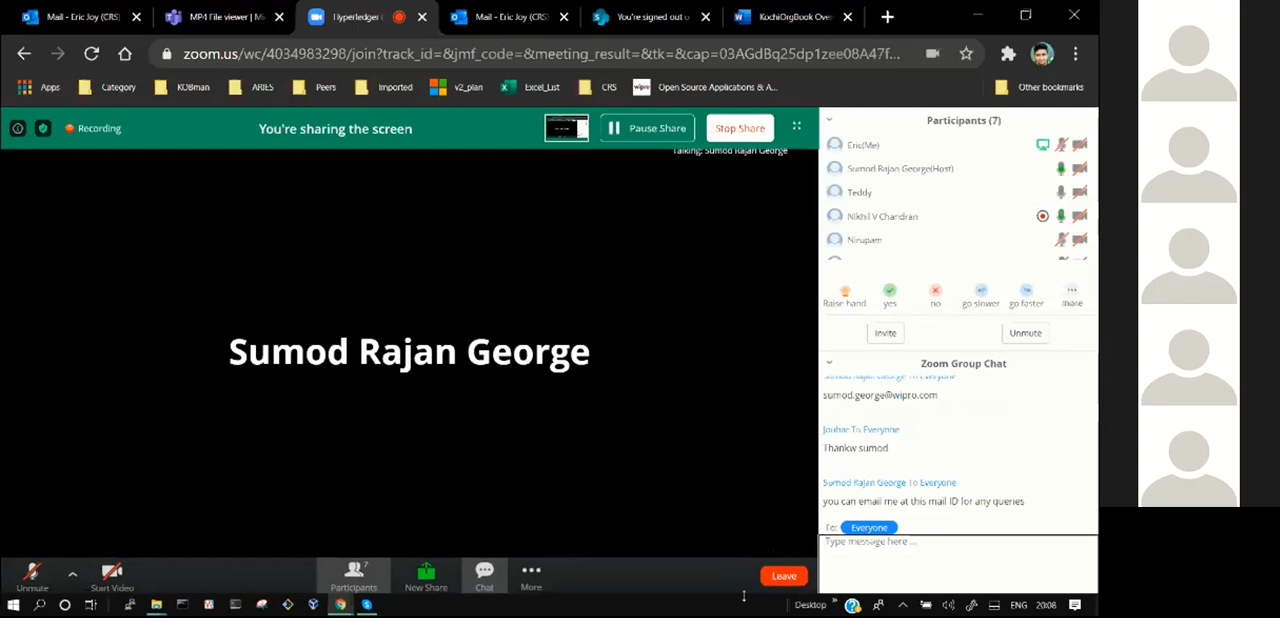 Mail - Eric Joy (CRS)
MP4 File viewer | M
Hyperledger
Mail - Eric Joy (CRS)
You're signed out o
KochiOrgBook Over
zoom.us/wc/4034983298/join?track_id=&jmf_code=&meeting_result=&tk=&cap=03AGdBq25dp1zee08A47f...
Apps
Category
KOBman
ARIES
Peers
Imported
v2_plan
Excel_List
CRS
Open Source Applications & A...
Other bookmarks
Recording
You're sharing the screen
Pause Share
Stop Share
Talking: Sumod Rajan George
Sumod Rajan George
Participants (7)
Eric(Me)
Sumod Rajan George(Host)
Teddy
Nikhil V Chandran
Nirupam
Raise hand
yes
no
go slower
go faster
more
Invite
Unmute
Zoom Group Chat
Sumod Rajan George To Everyone
sumod.george@wipro.com
Jouhar To Everyone
Thankw sumod
Sumod Rajan George To Everyone
you can email me at this mail ID for any queries
To: Everyone
Type message here ...
Unmute
Start Video
7
Participants
New Share
Chat
More
Leave
Desktop
ENG
20:08